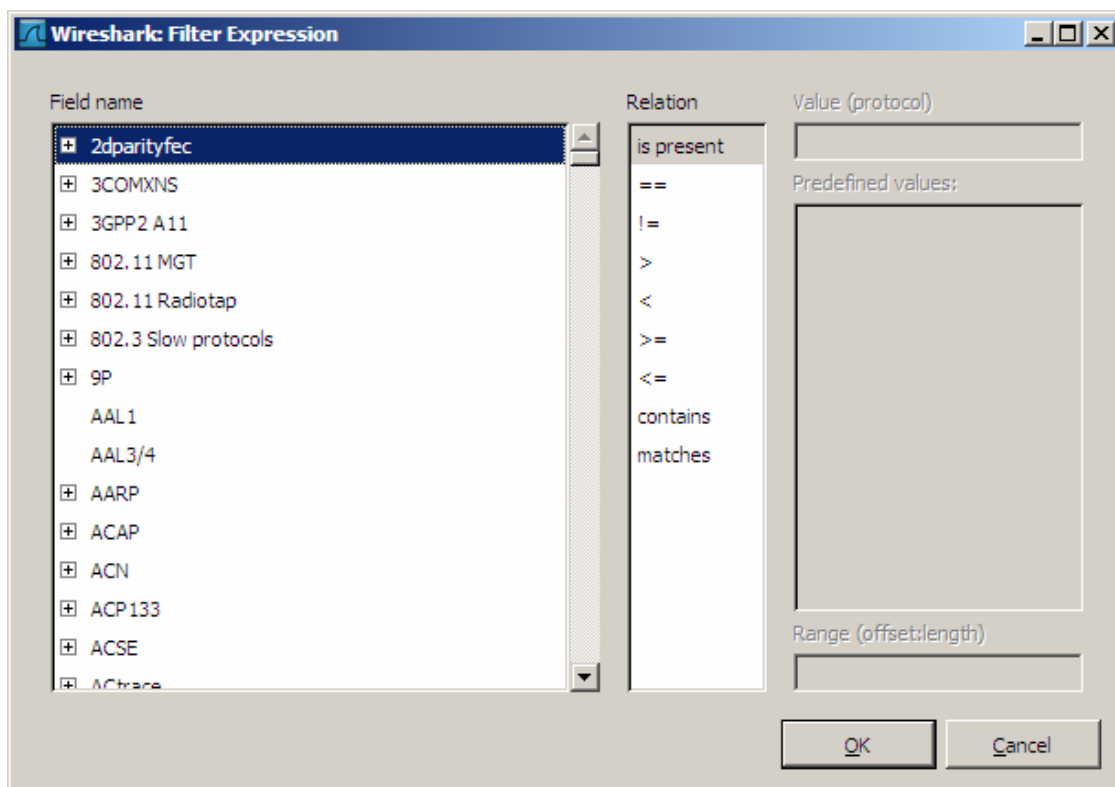 Wireshark: Filter Expression
Field name
2dparityfec
3COMXNS
3GPP2 A11
802.11 MGT
802.11 Radiotap
802.3 Slow protocols
9P
AAL1
AAL3/4
AARP
ACAP
ACN
ACP133
ACSE
ACtrace
Relation
is present
==
!=
>
<
>=
<=
contains
matches
Value (protocol)
Predefined values:
Range (offset:length)
OK
Cancel